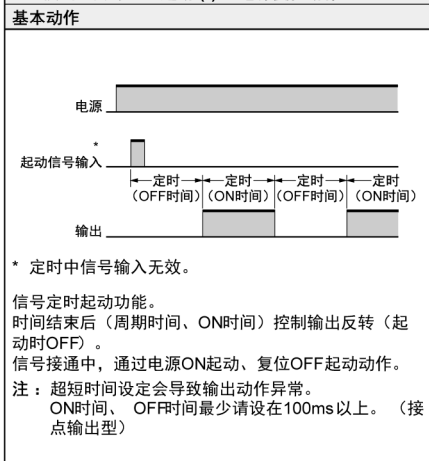 基本动作
电源
*
起动信号输入
定时 定时 定时 定时
(OFF时间) (ON时间) (OFF时间) (ON时间)
输出
* 定时中信号输入无效。
信号定时起动功能。
时间结束后(周期时间、ON时间)控制输出反转(起
动时OFF)。
信号接通中,通过电源ON起动、复位OFF起动动作。
注:超短时间设定会导致输出动作异常。
ON时间、 OFF时间最少请设在100ms以上。 (接
点输出型)